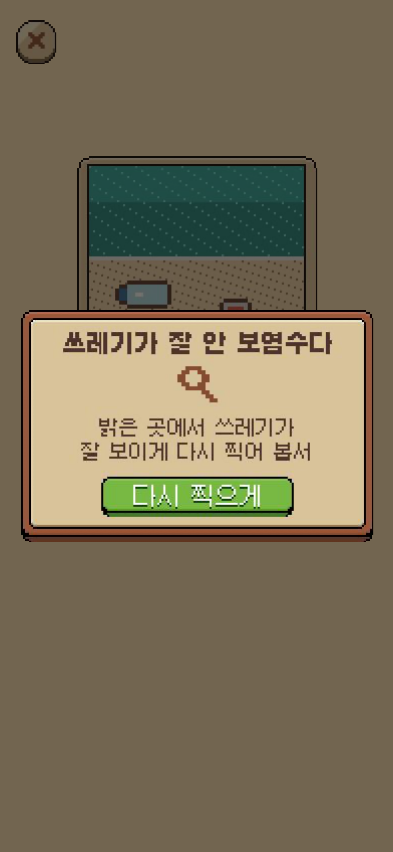 쓰레기가 잘 안 보염수다
밝은 곳에서 쓰레기가
잘 보이게 다시 찍어 봅서
다시 찍으게